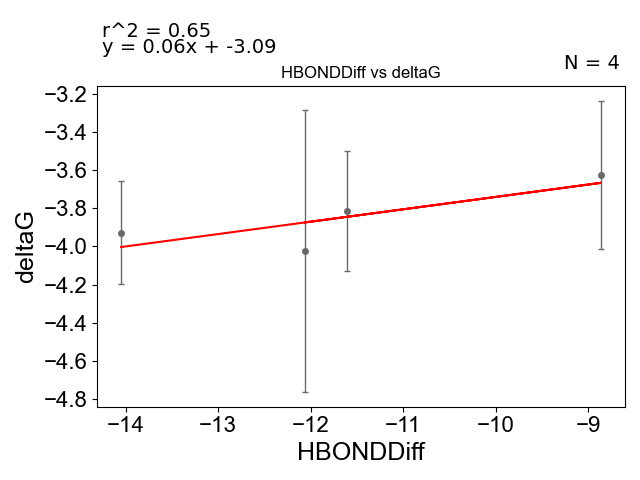 r^2 = 0.65
y = 0.06x + -3.09
N = 4
HBONDDiff vs deltaG
−3.2
−3.4
−3.6
−3.8
−4.0
−4.2
−4.4
−4.6
−4.8
deltaG
−14
−13
−12
−11
−10
−9
HBONDDiff